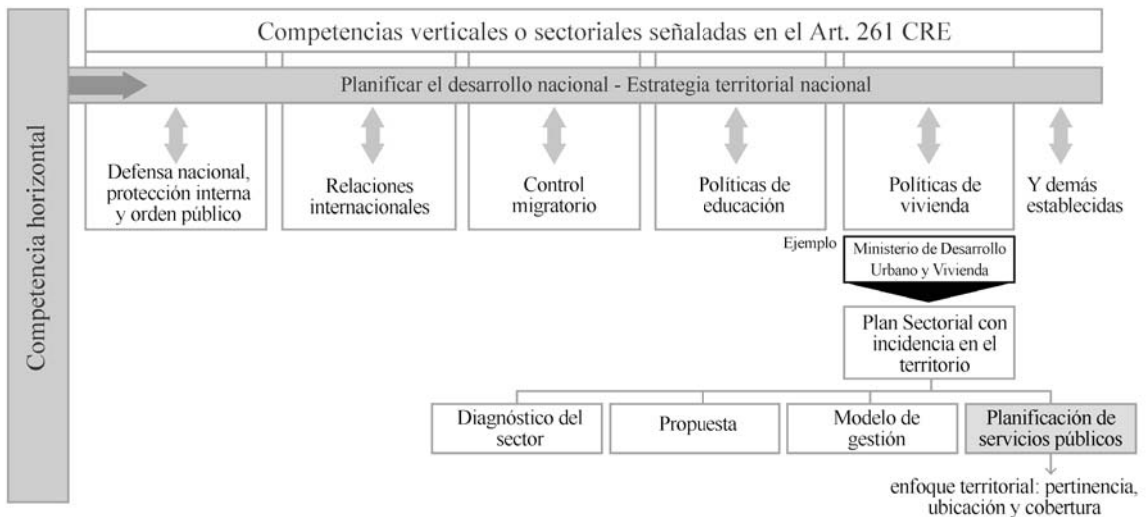 Competencias verticales o sectoriales señaladas en el Art. 261 CRE
Planificar el desarrollo nacional - Estrategia territorial nacional
Competencia horizontal
Defensa nacional,
protección interna
y orden público
Relaciones
internacionales
Control
migratorio
Políticas de
educación
Políticas de
vivienda
Y demás
establecidas
Ejemplo
Ministerio de Desarrollo
Urbano y Vivienda
Plan Sectorial con
incidencia en el
territorio
Diagnóstico del
sector
Propuesta
Modelo de
gestión
Planificación de
servicios públicos
enfoque territorial: pertinencia,
ubicación y cobertura